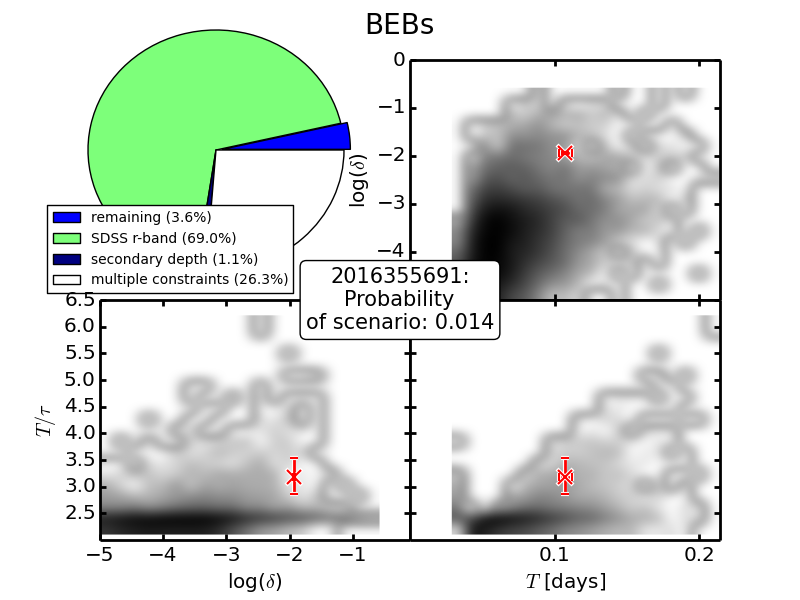 BEBs
remaining (3.6%)
SDSS r-band (69.0%)
secondary depth (1.1%)
multiple constraints (26.3%)
0
−1
−2
−3
−4
log(δ)
2016355691:
Probability
of scenario: 0.014
6.5
6.0
5.5
5.0
4.5
4.0
3.5
3.0
2.5
T/τ
−5 −4 −3 −2 −1
log(δ)
0.1 0.2
T [days]